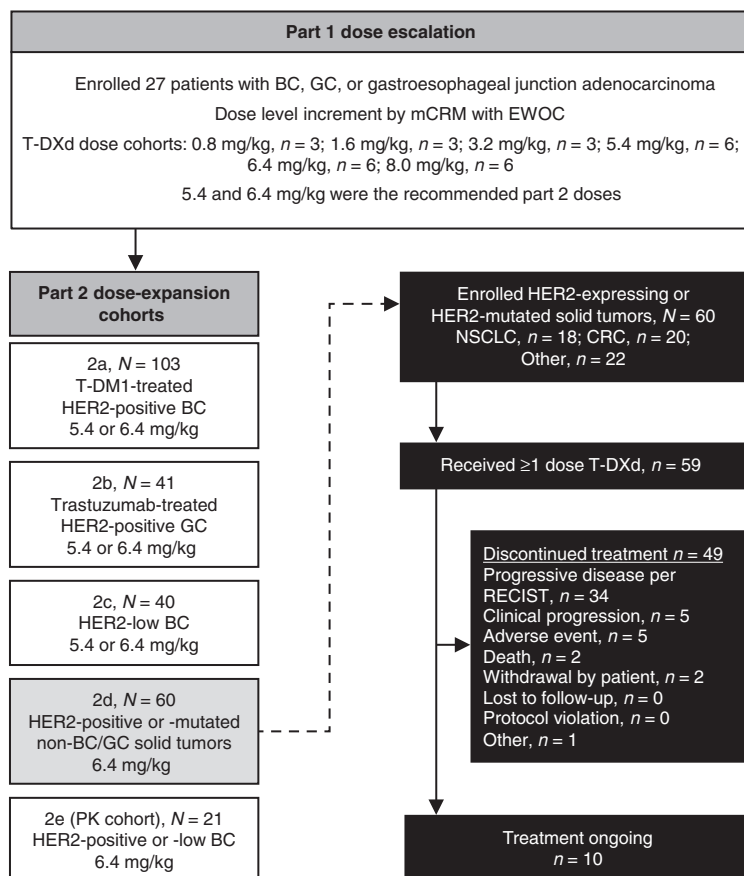 Part 1 dose escalation
Enrolled 27 patients with BC, GC, or gastroesophageal junction adenocarcinoma
Dose level increment by mCRM with EWOC
T-DXd dose cohorts: 0.8 mg/kg, n = 3; 1.6 mg/kg, n = 3; 3.2 mg/kg, n = 3; 5.4 mg/kg, n = 6;
6.4 mg/kg, n = 6; 8.0 mg/kg, n = 6
5.4 and 6.4 mg/kg were the recommended part 2 doses
Part 2 dose-expansion
cohorts
2a, N = 103
T-DM1-treated
HER2-positive BC
5.4 or 6.4 mg/kg
2b, N = 41
Trastuzumab-treated
HER2-positive GC
5.4 or 6.4 mg/kg
2c, N = 40
HER2-low BC
5.4 or 6.4 mg/kg
2d, N = 60
HER2-positive or -mutated
non-BC/GC solid tumors
6.4 mg/kg
2e (PK cohort), N = 21
HER2-positive or -low BC
6.4 mg/kg
Enrolled HER2-expressing or
HER2-mutated solid tumors, N = 60
NSCLC, n = 18; CRC, n = 20;
Other, n = 22
Received ≥1 dose T-DXd, n = 59
Discontinued treatment n = 49
Progressive disease per
RECIST, n = 34
Clinical progression, n = 5
Adverse event, n = 5
Death, n = 2
Withdrawal by patient, n = 2
Lost to follow-up, n = 0
Protocol violation, n = 0
Other, n = 1
Treatment ongoing
n = 10